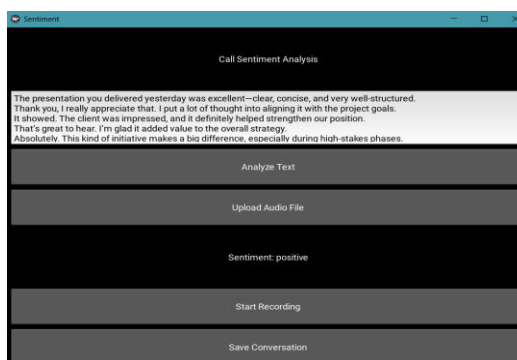 Sentiment
Call Sentiment Analysis
The presentation you delivered yesterday was excellent—clear, concise, and very well-structured.
Thank you, I really appreciate that. I put a lot of thought into aligning it with the project goals.
It showed. The client was impressed, and it definitely helped strengthen our position.
That's great to hear. I'm glad it added value to the overall strategy.
Absolutely. This kind of initiative makes a big difference, especially during high-stakes phases.
Analyze Text
Upload Audio File
Sentiment: positive
Start Recording
Save Conversation